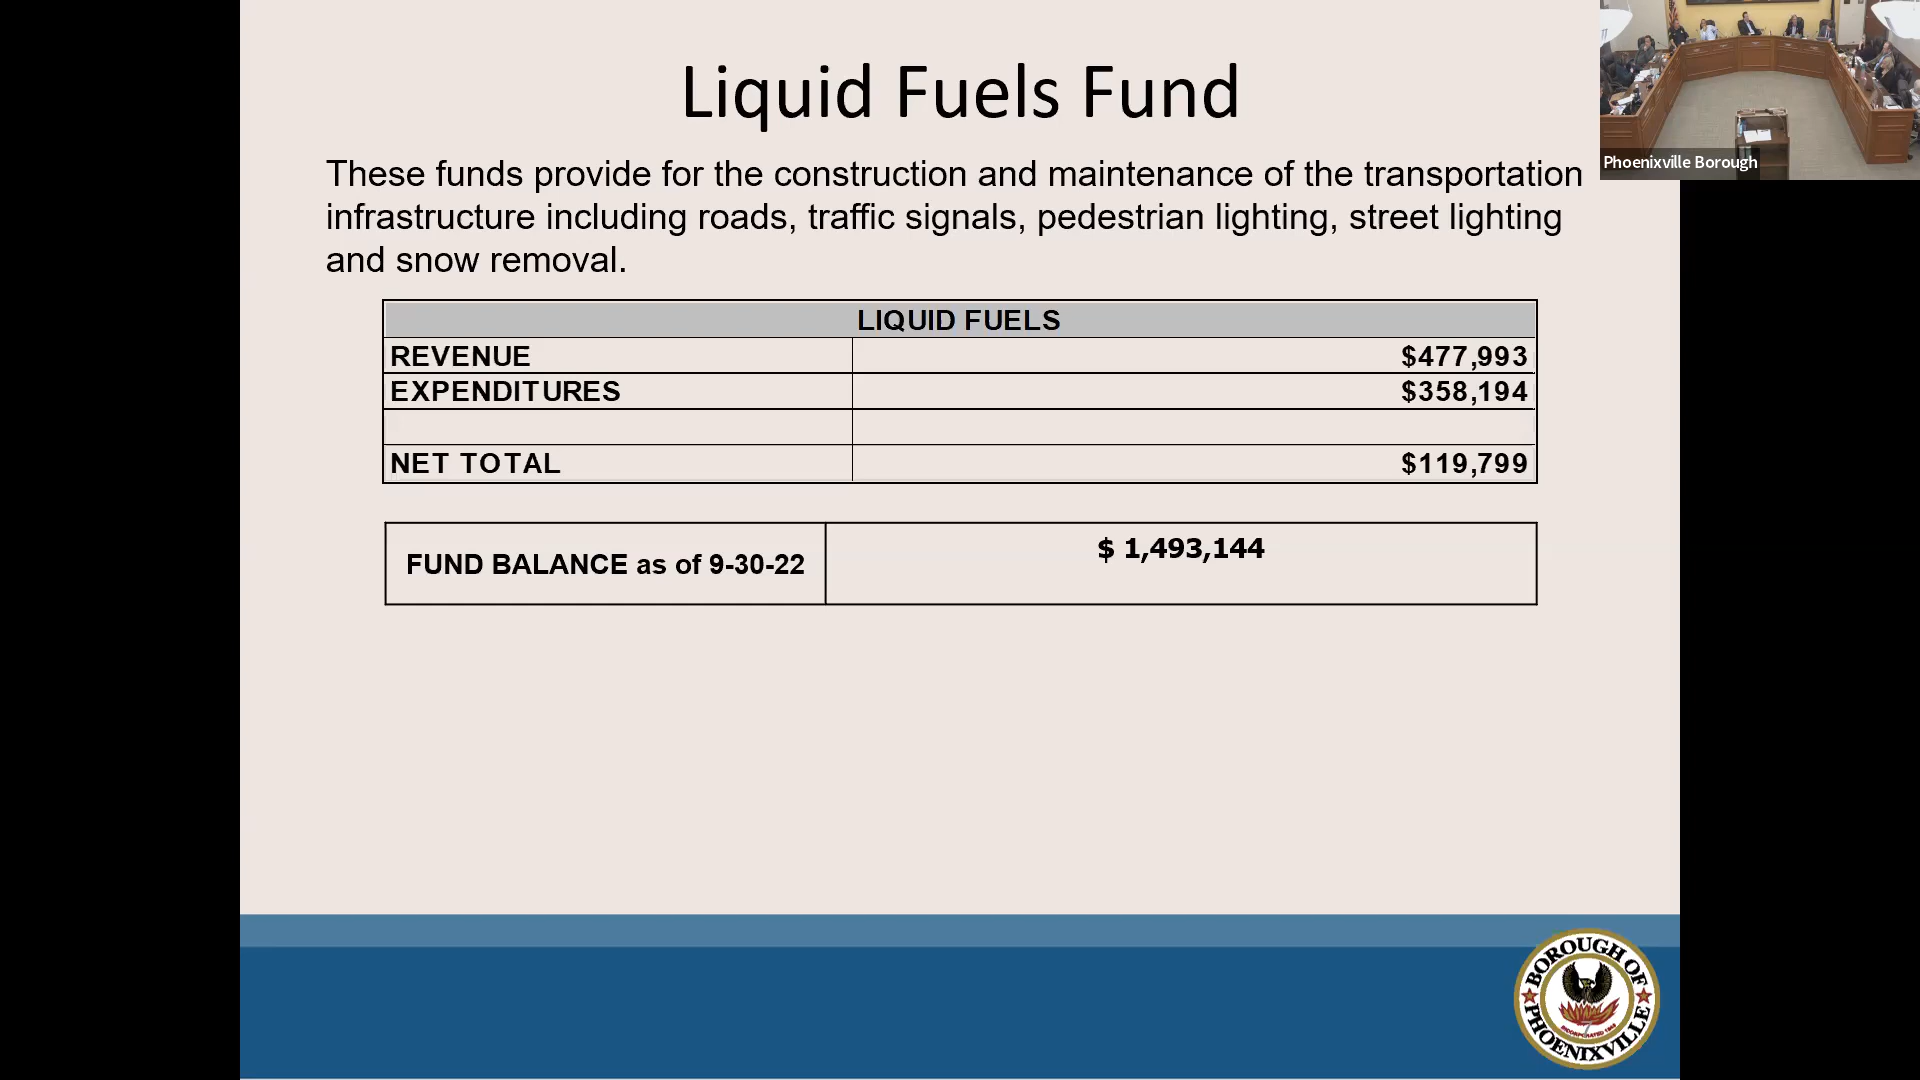 Liquid Fuels Fund
Phoenixville Borough
These funds provide for the construction and maintenance of the transportation
infrastructure including roads, traffic signals, pedestrian lighting, street lighting
and snow removal.
LIQUID FUELS
REVENUE $477,993
EXPENDITURES $358,194
NET TOTAL $119,799
FUND BALANCE as of 9-30-22 $ 1,493,144
BOROUGH OF
PHOENIXVILLE